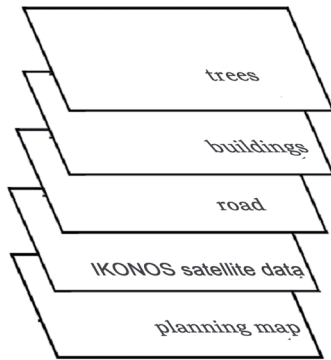 trees
buildings
road
IKONOS satellite data
planning map